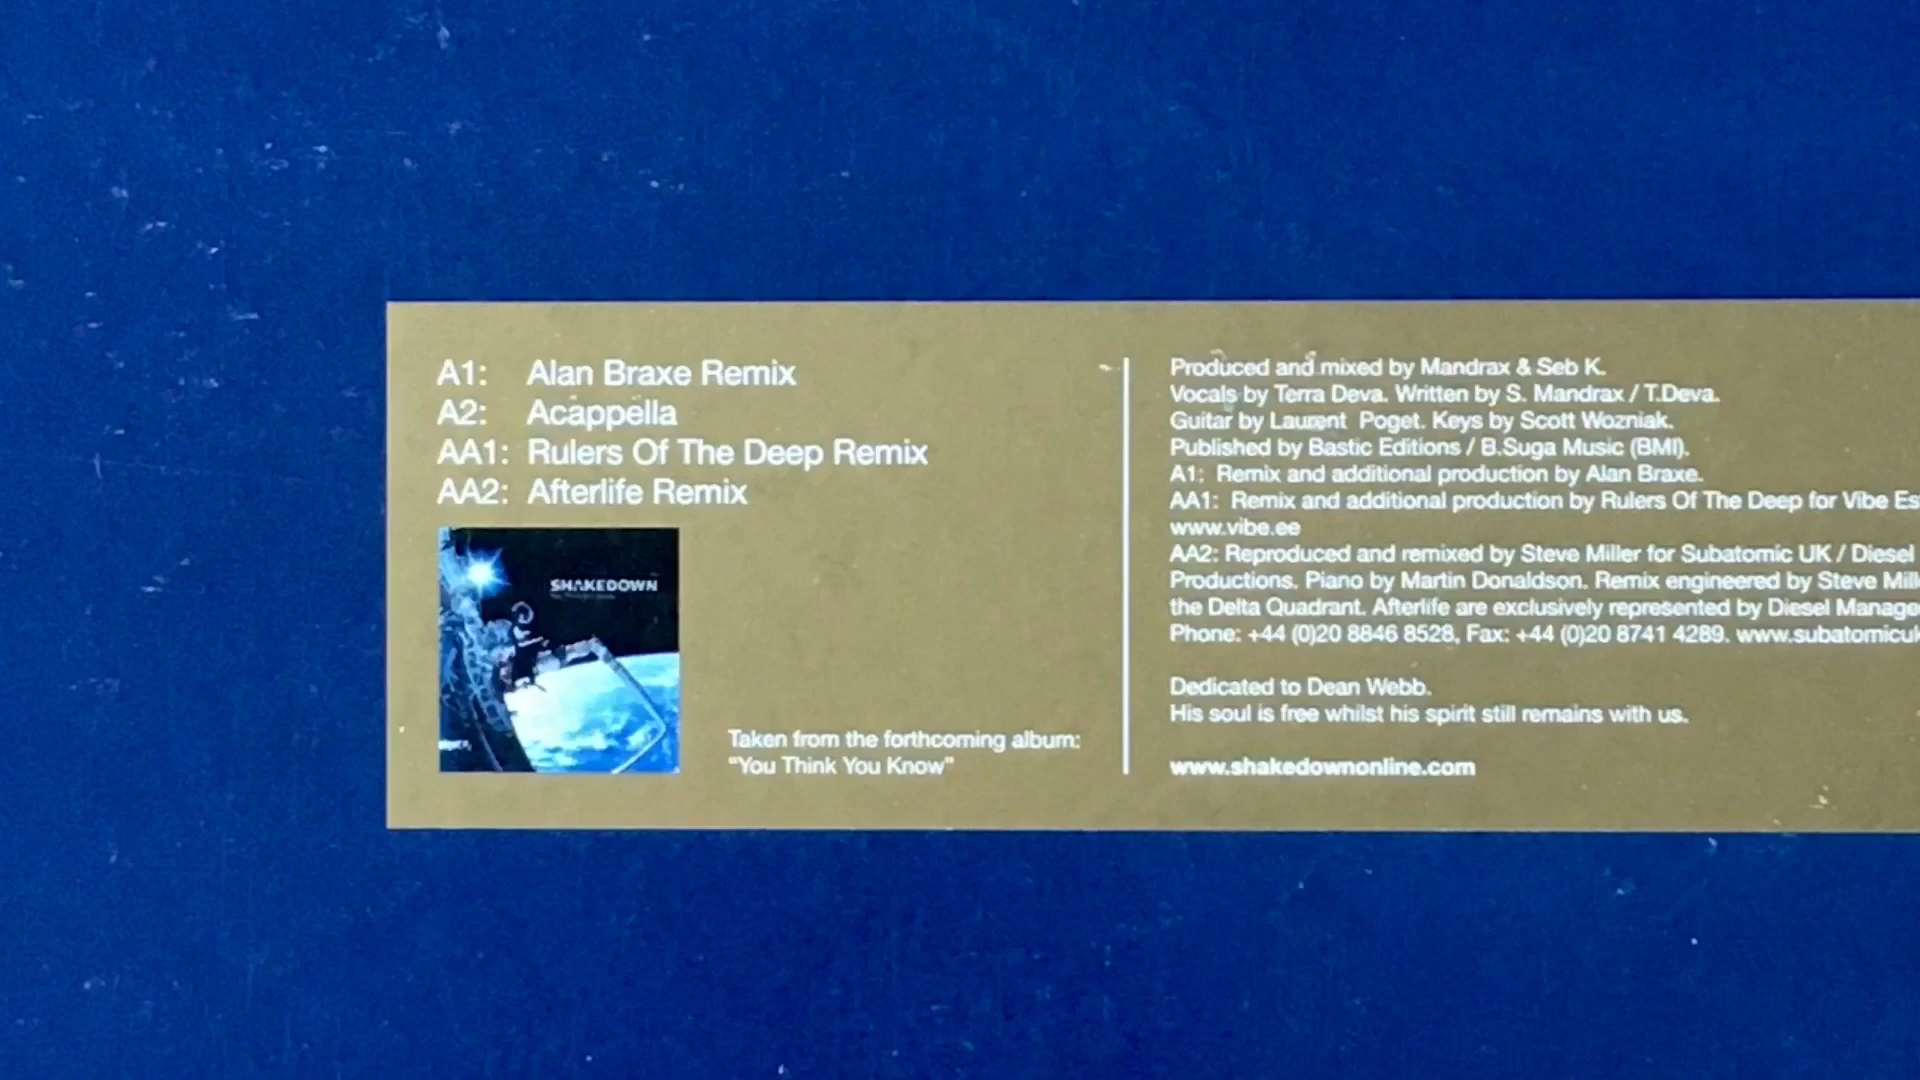 A1: Alan Braxe Remix
A2: Acappella
AA1: Rulers Of The Deep Remix
AA2: Afterlife Remix
SHAKEDOWN
Taken from the forthcoming album:
“You Think You Know”
Produced and mixed by Mandrax & Seb K.
Vocals by Terra Deva. Written by S. Mandrax / T.Deva.
Guitar by Laurent Poget. Keys by Scott Wozniak.
Published by Bastic Editions / B.Suga Music (BMI).
A1: Remix and additional production by Alan Braxe.
AA1: Remix and additional production by Rulers Of The Deep for Vibe Es
www.vibe.ee
AA2: Reproduced and remixed by Steve Miller for Subatomic UK / Diesel
Productions. Piano by Martin Donaldson. Remix engineered by Steve Mill
the Delta Quadrant. Afterlife are exclusively represented by Diesel Manage
Phone: +44 (0)20 8846 8528, Fax: +44 (0)20 8741 4289. www.subatomicuk
Dedicated to Dean Webb.
His soul is free whilst his spirit still remains with us.
www.shakedownonline.com